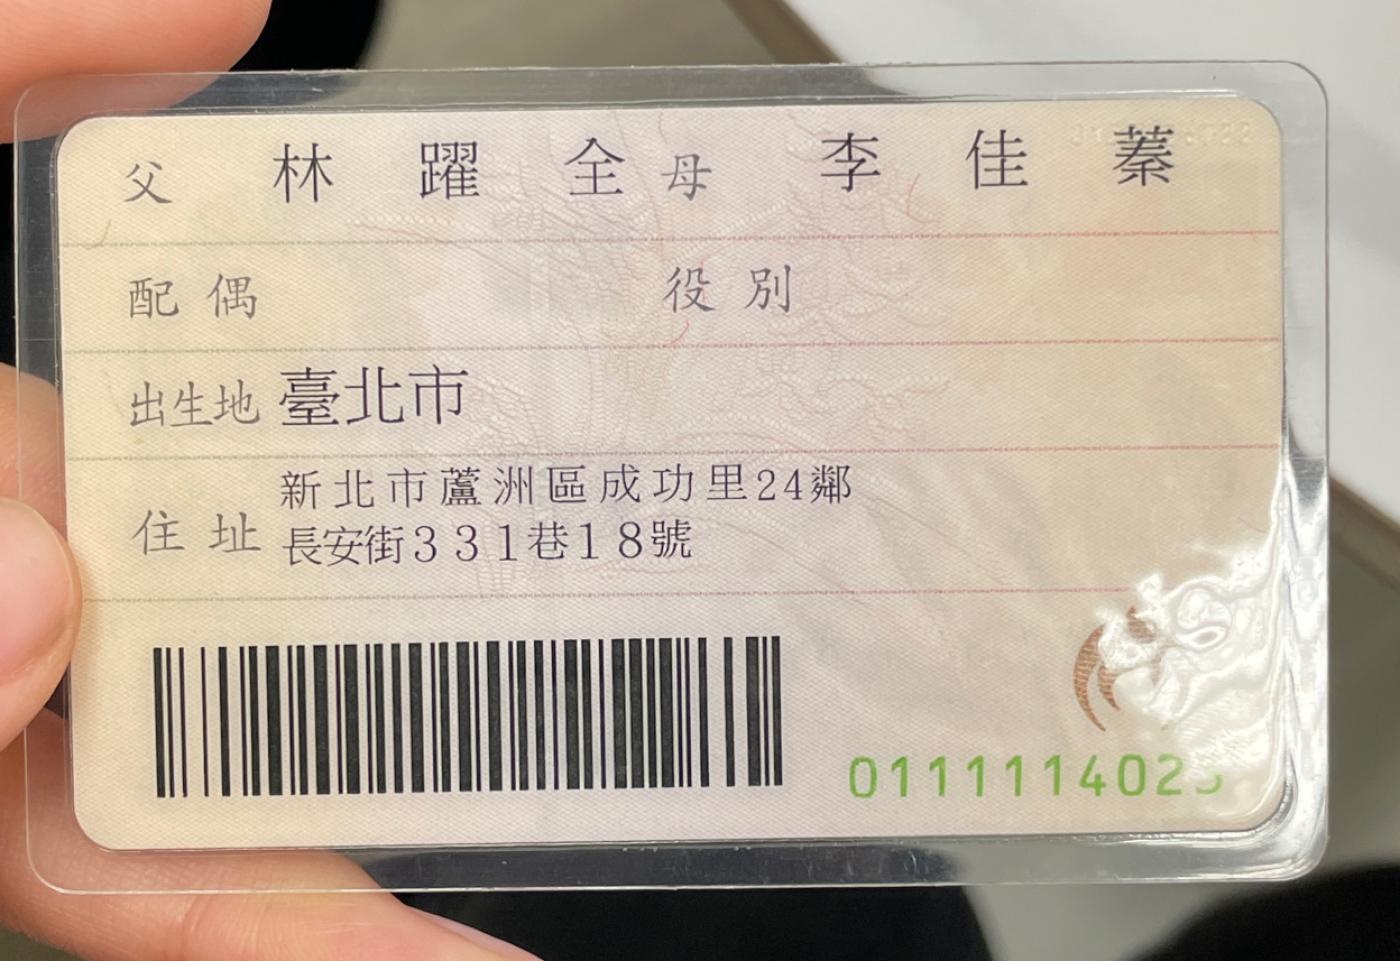 父 林躍全 母 李佳蓁
配偶 役別
出生地 臺北市
住址 新北市蘆洲區成功里24鄰
長安街331巷18號